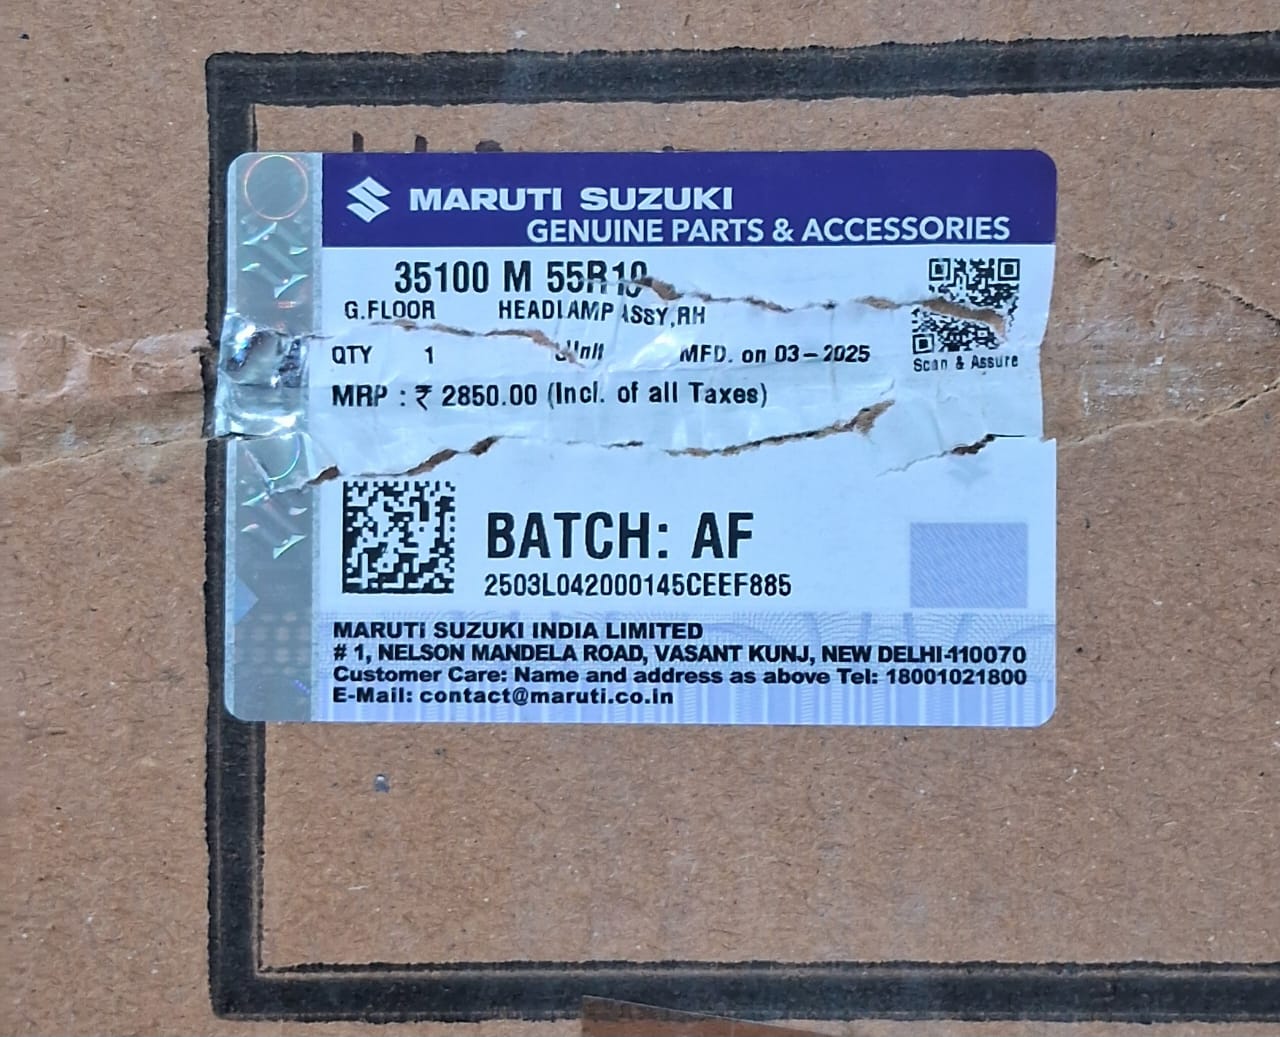 MARUTI SUZUKI
GENUINE PARTS & ACCESSORIES
35100 M 55R10
G.FLOOR HEADLAMP ASSY,RH
QTY 1 Unit MFD. on 03-2025
Scan & Assure
MRP : ₹ 2850.00 (Incl. of all Taxes)
BATCH: AF
2503L042000145CEEF885
MARUTi SUZUKI INDIA LIMITED
# 1, NELSON MANDELA ROAD, VASANT KUNJ, NEW DELHI-110070
Customer Care: Name and address as above Tel: 18001021800
E-Mail: contact@maruti.co.in